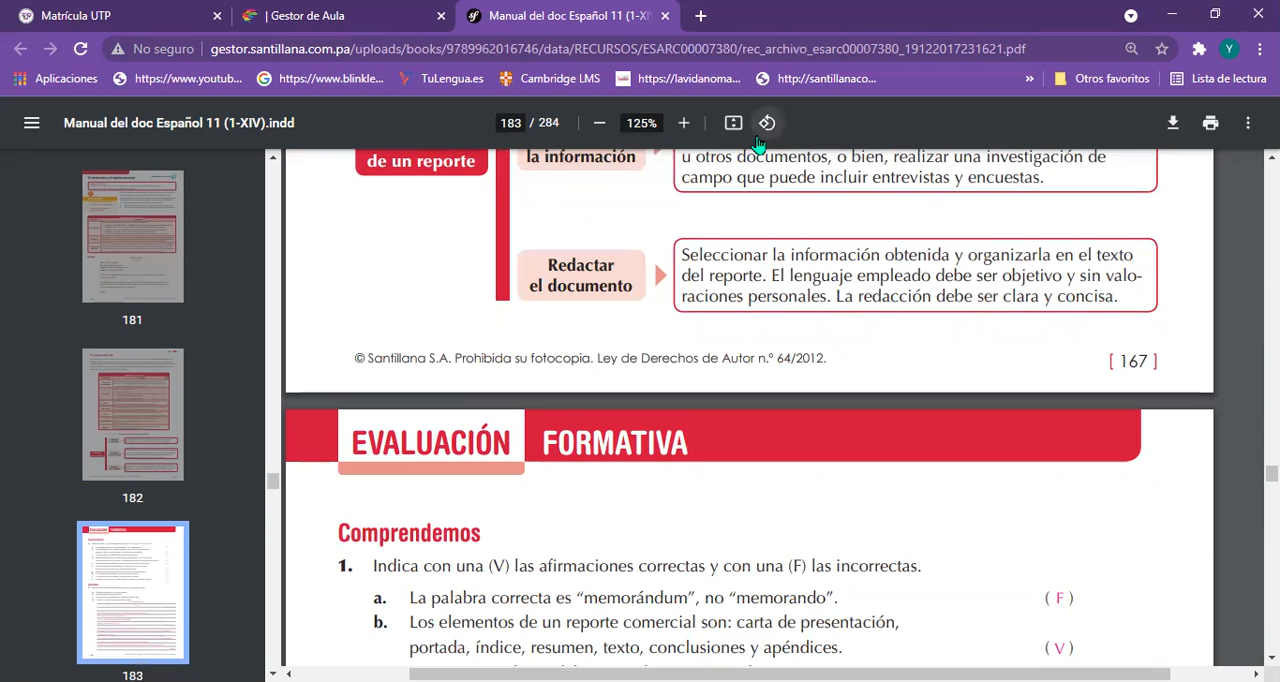 Matrícula UTP
| Gestor de Aula
Manual del doc Español 11 (1-XI
No seguro
gestor.santillana.com.pa/uploads/books/9789962016746/data/RECURSOS/ESARC00007380/rec_archivo_esarc00007380_19122017231621.pdf
Y
Aplicaciones
https://www.youtub...
https://www.blinkle...
TuLengua.es
Cambridge LMS
https://lavidanoma...
http://santillanaco...
»
Otros favoritos
Lista de lectura
Manual del doc Español 11 (1-XIV).indd
183 / 284
125%
181
182
183
de un reporte
la información
u otros documentos, o bien, realizar una investigación de
campo que puede incluir entrevistas y encuestas.
Redactar
el documento
Seleccionar la información obtenida y organizarla en el texto
del reporte. El lenguaje empleado debe ser objetivo y sin valo-
raciones personales. La redacción debe ser clara y concisa.
© Santillana S.A. Prohibida su fotocopia. Ley de Derechos de Autor n.º 64/2012.
[ 167 ]
EVALUACIÓN FORMATIVA
Comprendemos
1. Indica con una (V) las afirmaciones correctas y con una (F) las incorrectas.
a. La palabra correcta es “memorándum”, no “memorando”. ( F )
b. Los elementos de un reporte comercial son: carta de presentación,
portada, índice, resumen, texto, conclusiones y apéndices. ( V )